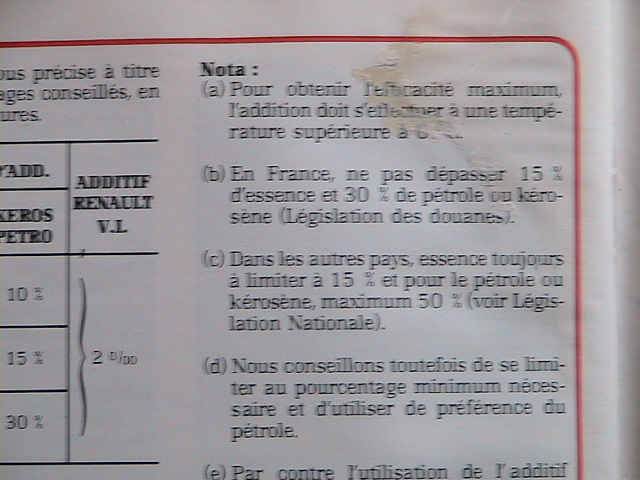 ous précise à titre
ages conseillés, en
ures.
'ADD.
ADDITIF
RENAULT
V.I.
KEROS
PETRO
10 %
15 %
2 ⁰/₀₀
30 %
Nota :
(a) Pour obtenir l'efficacité maximum,
l'addition doit s'effectuer à une tempé-
rature supérieure à
(b) En France, ne pas dépasser 15 %
d'essence et 30 % de pétrole ou kéro-
sène (Législation des douanes).
(c) Dans les autres pays, essence toujours
à limiter à 15 % et pour le pétrole ou
kérosène, maximum 50 % (voir Législ-
lation Nationale).
(d) Nous conseillons toutefois de se limi-
ter au pourcentage minimum néces-
saire et d'utiliser de préférence du
pétrole.
(e) Par contre l'utilisation de l'additif